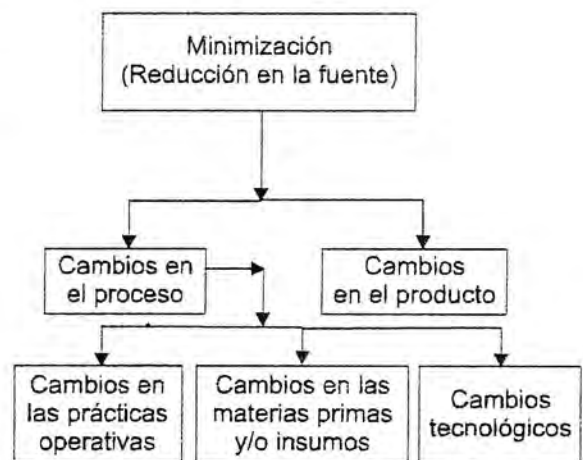 Minimización
(Reducción en la fuente)
Cambios en
el proceso
Cambios
en el producto
Cambios en
las prácticas
operativas
Cambios en las
materias primas
y/o insumos
Cambios
tecnológicos